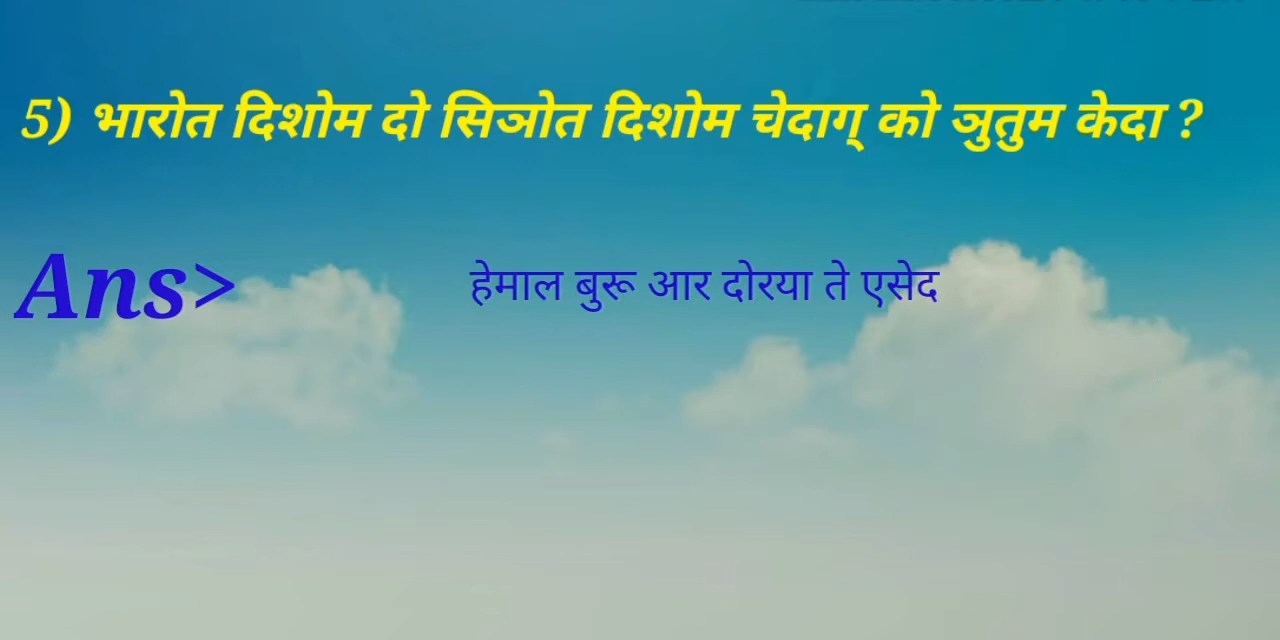 5) भारोत दिशोम दो सिञोत दिशोम चेदाग् को ञुतुम केदा ?
Ans> हेमाल बुरू आर दोरया ते एसेद